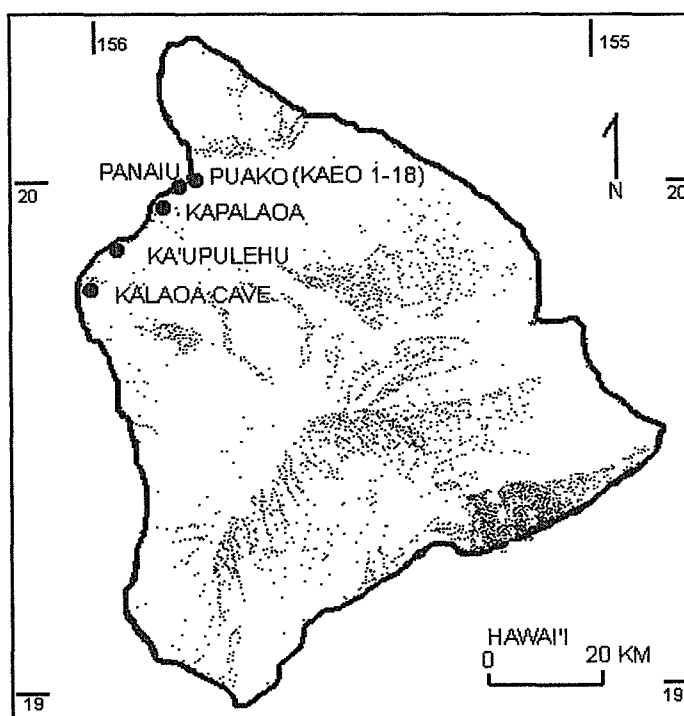 156
155
20
20
PANAIU
PUAKO (KAEO 1-18)
KAPALAOA
KA'UPULEHU
KALAOA CAVE
N
HAWAI'I
0 20 KM
19
19